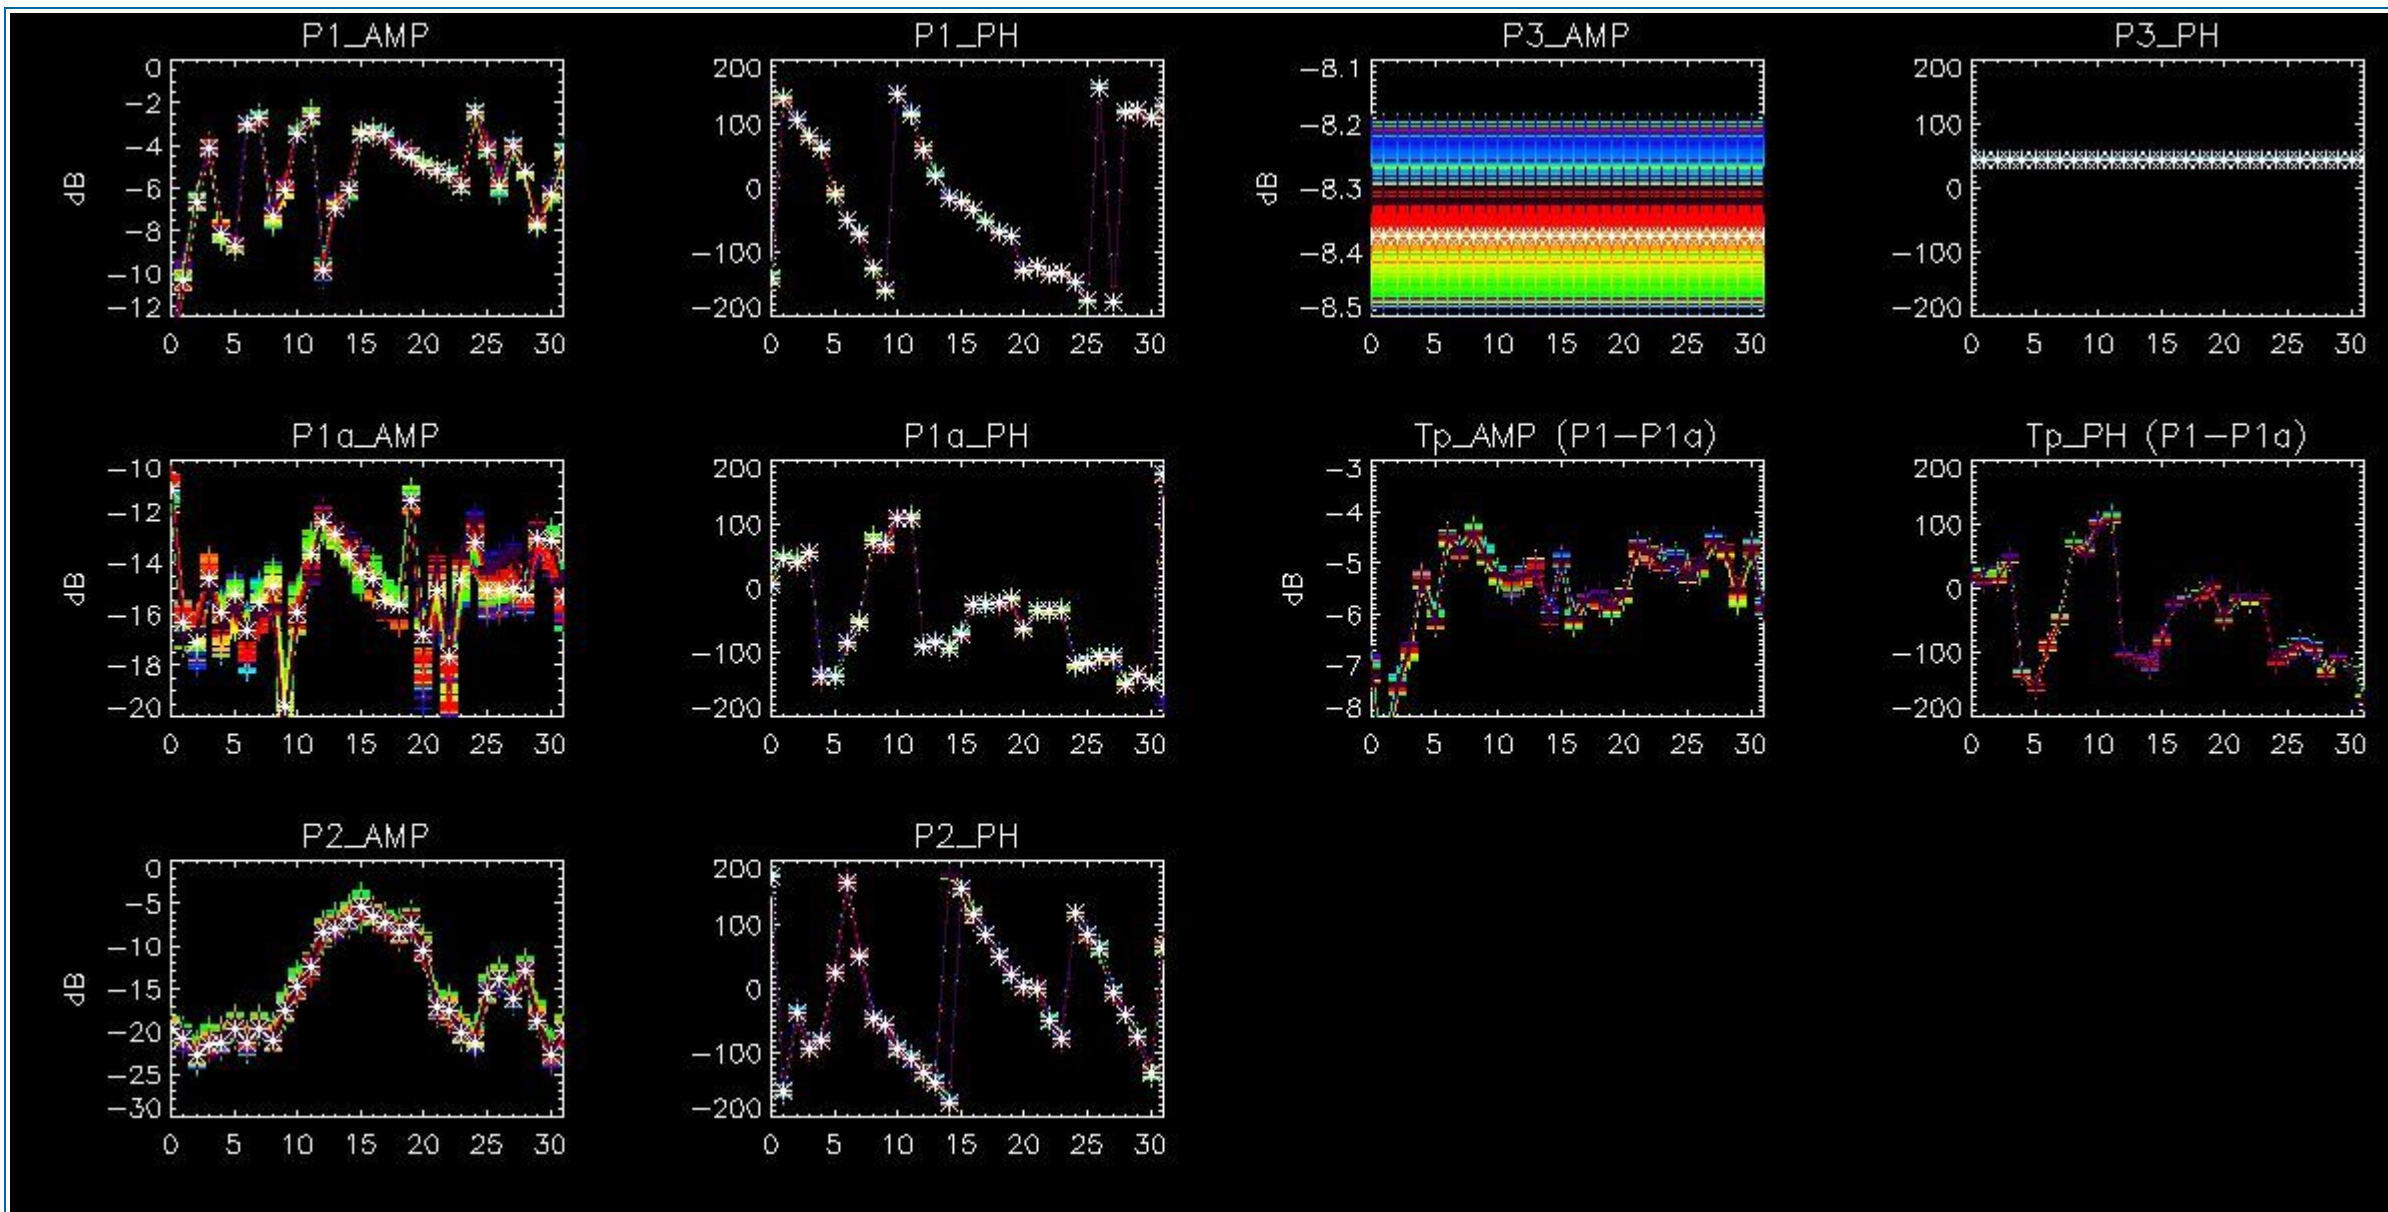 P1_AMP P1_PH P3_AMP P3_PH
0 200 -8.1 200
-2 100 -8.2 100
-4 0 -8.3 0
-6 -100 -8.4 -100
-8 -200 -8.5 -200
-10
-12
dB dB
0 5 10 15 20 25 30 0 5 10 15 20 25 30 0 5 10 15 20 25 30 0 5 10 15 20 25 30
P1a_AMP P1a_PH Tp_AMP (P1-P1a) Tp_PH (P1-P1a)
-10 200 -3 200
-12 100 -4 100
-14 0 -5 0
-16 -100 -6 -100
-18 -200 -7 -200
-20 -8
dB dB
0 5 10 15 20 25 30 0 5 10 15 20 25 30 0 5 10 15 20 25 30 0 5 10 15 20 25 30
P2_AMP P2_PH
0 200
-5 100
-10 0
-15 -100
-20 -200
-25
-30
dB
0 5 10 15 20 25 30 0 5 10 15 20 25 30